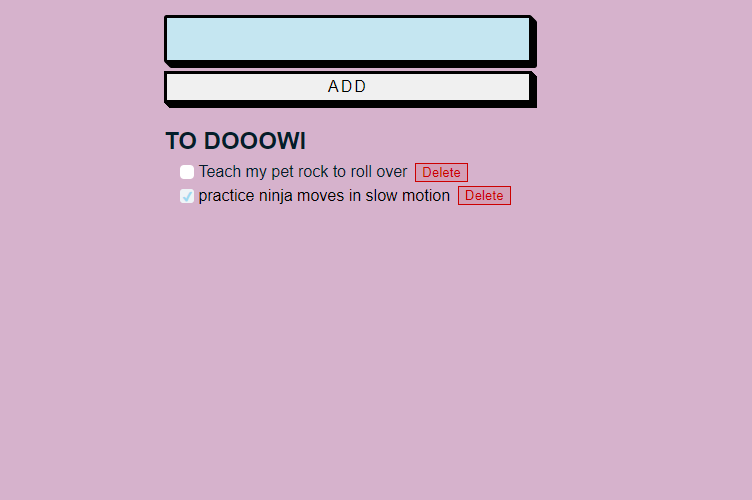 ADD
TO DOOOWI
Teach my pet rock to roll over Delete
practice ninja moves in slow motion Delete